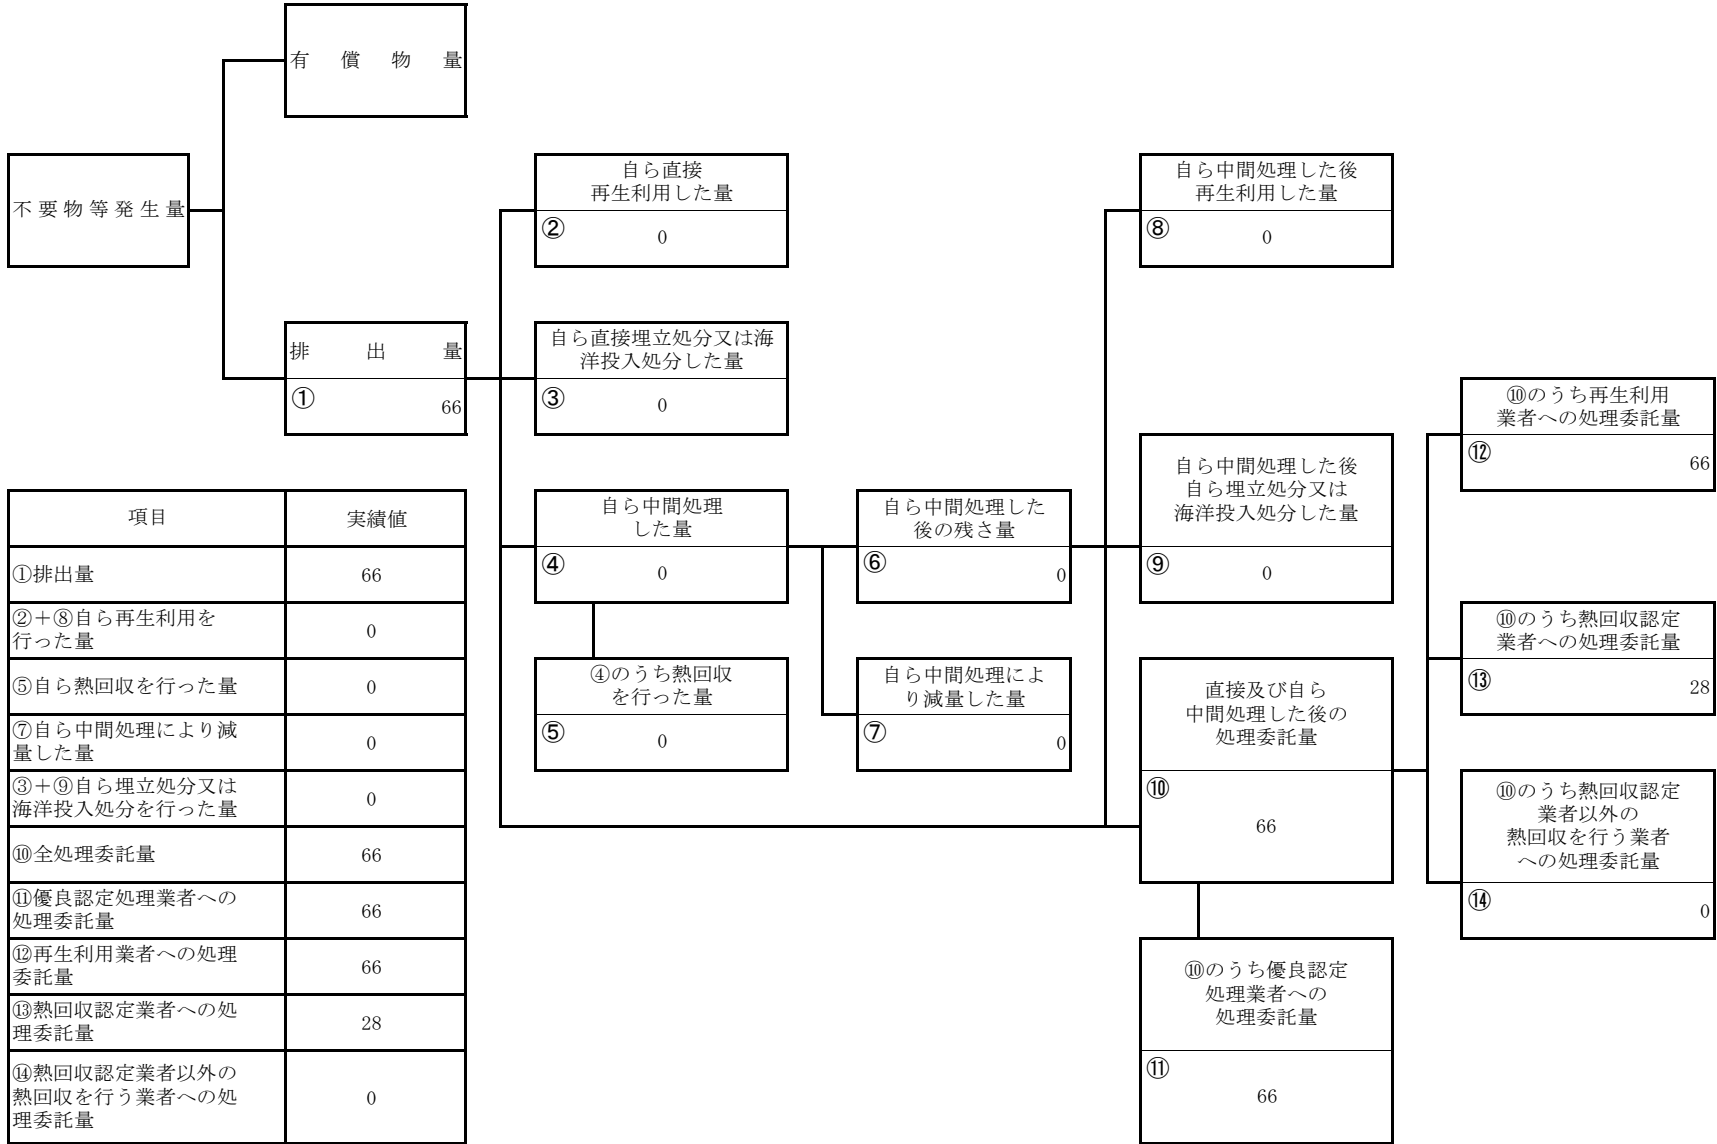 有償物量
不要物等発生量
排出量
①
66
自ら直接
再生利用した量
②
0
自ら直接埋立処分又は海
洋投入処分した量
③
0
自ら中間処理
した量
④
0
④のうち熱回収
を行った量
⑤
0
自ら中間処理した
後の残さ量
⑥
0
自ら中間処理によ
り減量した量
⑦
0
自ら中間処理した後
再生利用した量
⑧
0
自ら中間処理した後
自ら埋立処分又は
海洋投入処分した量
⑨
0
直接及び自ら
中間処理した後の
処理委託量
⑩
66
⑩のうち優良認定
処理業者への
処理委託量
⑪
66
⑩のうち再生利用
業者への処理委託量
⑫
66
⑩のうち熱回収認定
業者への処理委託量
⑬
28
⑩のうち熱回収認定
業者以外の
熱回収を行う業者
への処理委託量
⑭
0
項目 実績値
①排出量 66
②+⑧自ら再生利用を
行った量
0
⑤自ら熱回収を行った量 0
⑦自ら中間処理により減
量した量
0
③+⑨自ら埋立処分又は
海洋投入処分を行った量
0
⑩全処理委託量 66
⑪優良認定処理業者への
処理委託量
66
⑫再生利用業者への処理
委託量
66
⑬熱回収認定業者への処
理委託量
28
⑭熱回収認定業者以外の
熱回収を行う業者への処
理委託量
0